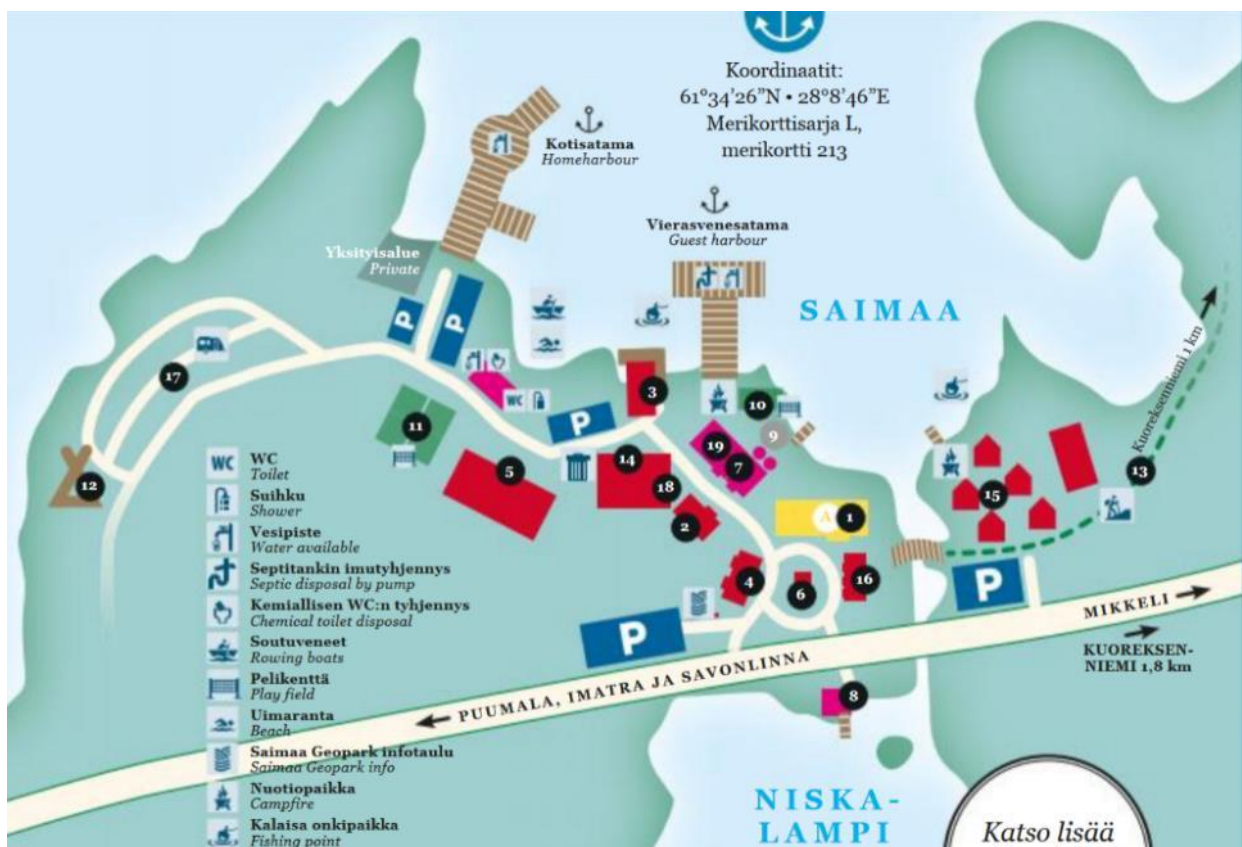 Koordinaatit:
61°34’26”N • 28°8’46”E
Merikorttisarja L,
merikortti 213
Kotisatama
Homeharbour
Vierasvenesatama
Guest harbour
Yksityisalue
Private
SAIMAA
P
P
Kuoreksenniemi 1 km
17
3
10
19
9
7
11
WC
P
5
14
18
2
12
A
1
13
15
4
6
16
P
P
8
MIKKELI
KUOREKSEN-
NIEMI 1,8 km
PUUMALA, IMATRA JA SAVONLINNA
WC
WC
Toilet
Suihku
Shower
Vesipiste
Water available
Septitankin imutyhjennys
Septic disposal by pump
Kemiallisen WC:n tyhjennys
Chemical toilet disposal
Soutuveneet
Rowing boats
Pelikenttä
Play field
Uimaranta
Beach
Saimaa Geopark infotaulu
Saimaa Geopark info
Nuotiopaikka
Campfire
Kalaisa onkipaikka
Fishing point
NISKA-
LAMPI
Katso lisää